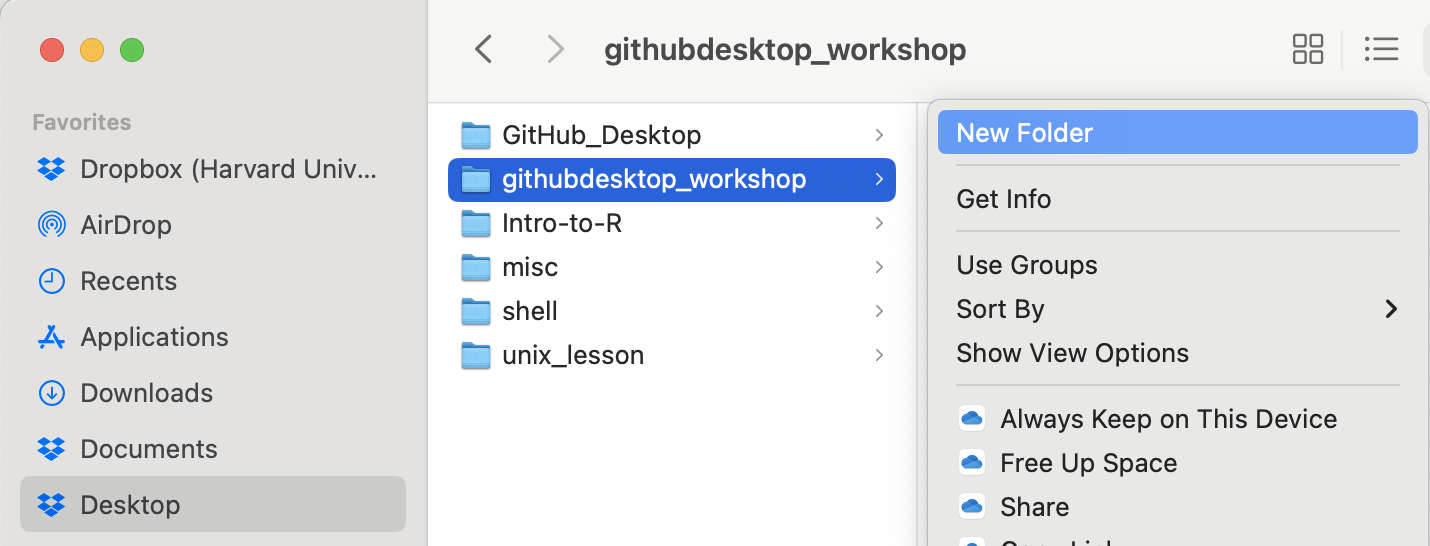 githubdesktop_workshop
Favorites
Dropbox (Harvard Univ...
AirDrop
Recents
Applications
Downloads
Documents
Desktop
GitHub_Desktop
githubdesktop_workshop
Intro-to-R
misc
shell
unix_lesson
New Folder
Get Info
Use Groups
Sort By
Show View Options
Always Keep on This Device
Free Up Space
Share